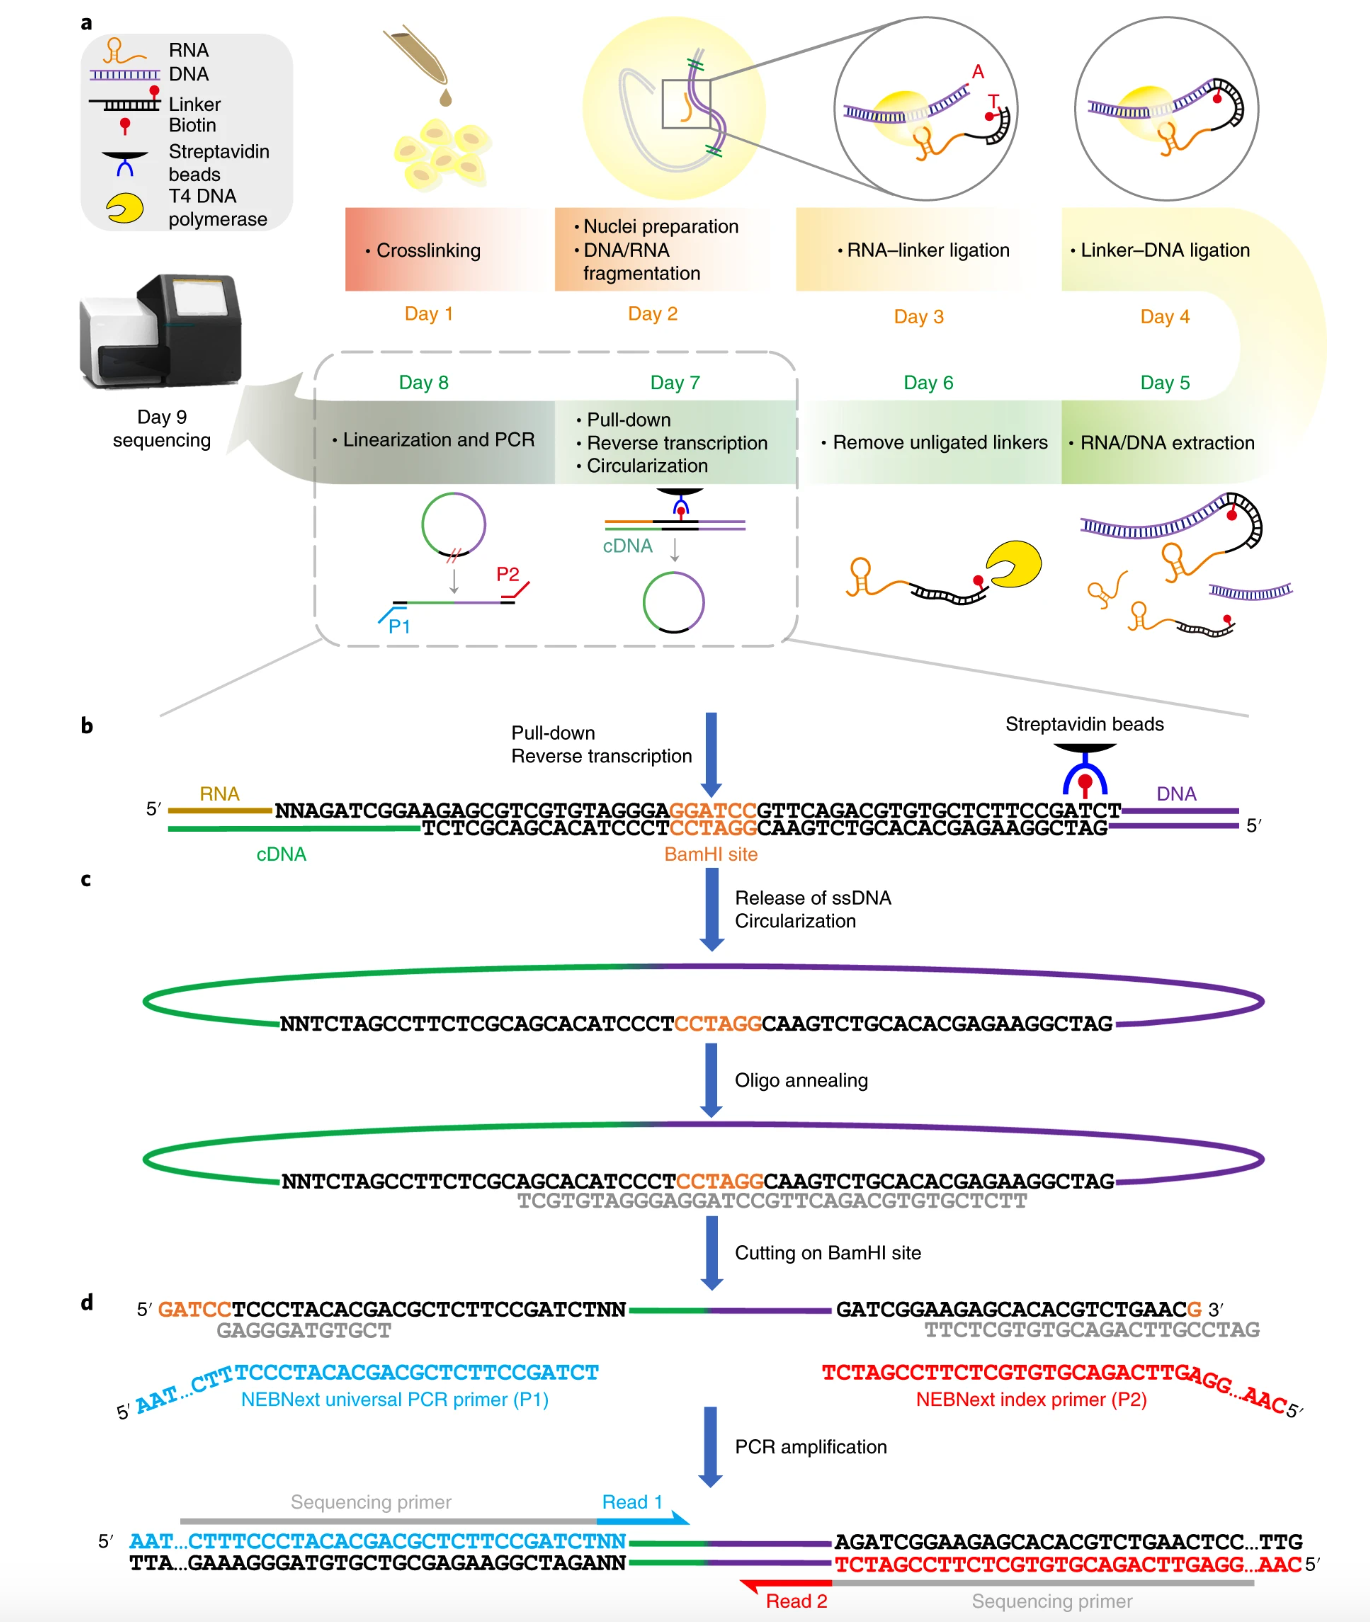 a
RNA
DNA
Linker
Biotin
Streptavidin
beads
T4 DNA
polymerase
A
T
• Crosslinking
• Nuclei preparation
• DNA/RNA
fragmentation
• RNA–linker ligation
• Linker–DNA ligation
Day 1
Day 2
Day 3
Day 4
Day 8
Day 7
Day 6
Day 5
Day 9
sequencing
• Linearization and PCR
• Pull-down
• Reverse transcription
• Circularization
• Remove unligated linkers
• RNA/DNA extraction
cDNA
P2
P1
b
Pull-down
Reverse transcription
Streptavidin beads
RNA
DNA
5′ NNAGATCGGAAGAGCGTCGTGTAGGGAGGATCCGTTCAGACGTGTGCTCTTCCGATCT
TCTCGCAGCACATCCCTCCTAGGCAAGTCTGCACACGAGAAGGCTAG 5′
cDNA
BamHI site
c
Release of ssDNA
Circularization
NNTCTAGCCTTCTCGCAGCACATCCCTCCTAGGCAAGTCTGCACACGAGAAGGCTAG
Oligo annealing
NNTCTAGCCTTCTCGCAGCACATCCCTCCTAGGCAAGTCTGCACACGAGAAGGCTAG
TCGTGTAGGGAGGATCCGTTCAGACGTGTGCTCTT
Cutting on BamHI site
d
5′ GATCCTCCCTACACGACGCTCTTCCGATCTNN GATCGGAAGAGCACACGTCTGAACG 3′
GAGGGATGTGCT TTCTCGTGTGCAGACTTGCCTAG
5′ AAT...CTTTCCCTACACGACGCTCTTCCGATCT TCTAGCCTTCTCGTGTGCAGACTTGAGG...AAC 5′
NEBNext universal PCR primer (P1) NEBNext index primer (P2)
PCR amplification
Sequencing primer Read 1
5′ AAT...CTTTCCCTACACGACGCTCTTCCGATCTNN AGATCGGAAGAGCACACGTCTGAACTCC...TTG
TTA...GAAAGGGATGTGCTGCGAGAAGGCTAGANN TCTAGCCTTCTCGTGTGCAGACTTGAGG...AAC 5′
Read 2 Sequencing primer